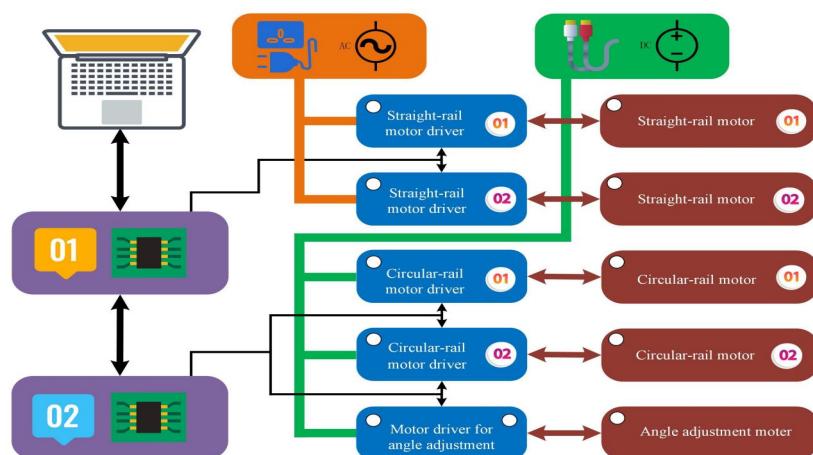 AC
DC
Straight-rail
motor driver
01
Straight-rail motor
01
Straight-rail
motor driver
02
Straight-rail motor
02
01
Circular-rail
motor driver
01
Circular-rail motor
01
Circular-rail
motor driver
02
Circular-rail motor
02
02
Motor driver for
angle adjustment
Angle adjustment moter